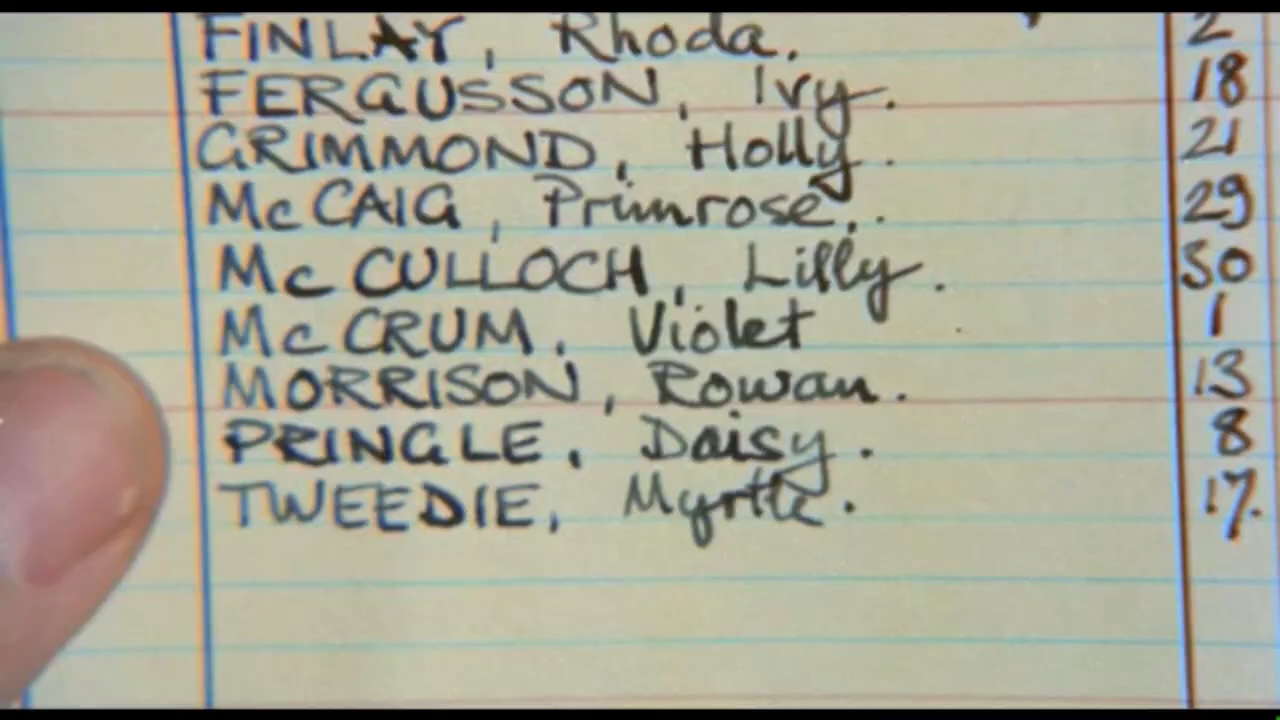 FINLAY, Rhoda. 2
FERGUSSON, Ivy. 18
GRIMMOND, Holly. 21
McCAIG, Primrose. 29
McCULLOCH, Lilly. 30
McCRUM, Violet 1
MORRISON, Rowan. 13
PRINGLE, Daisy. 8
TWEEDIE, Myrtle. 17.